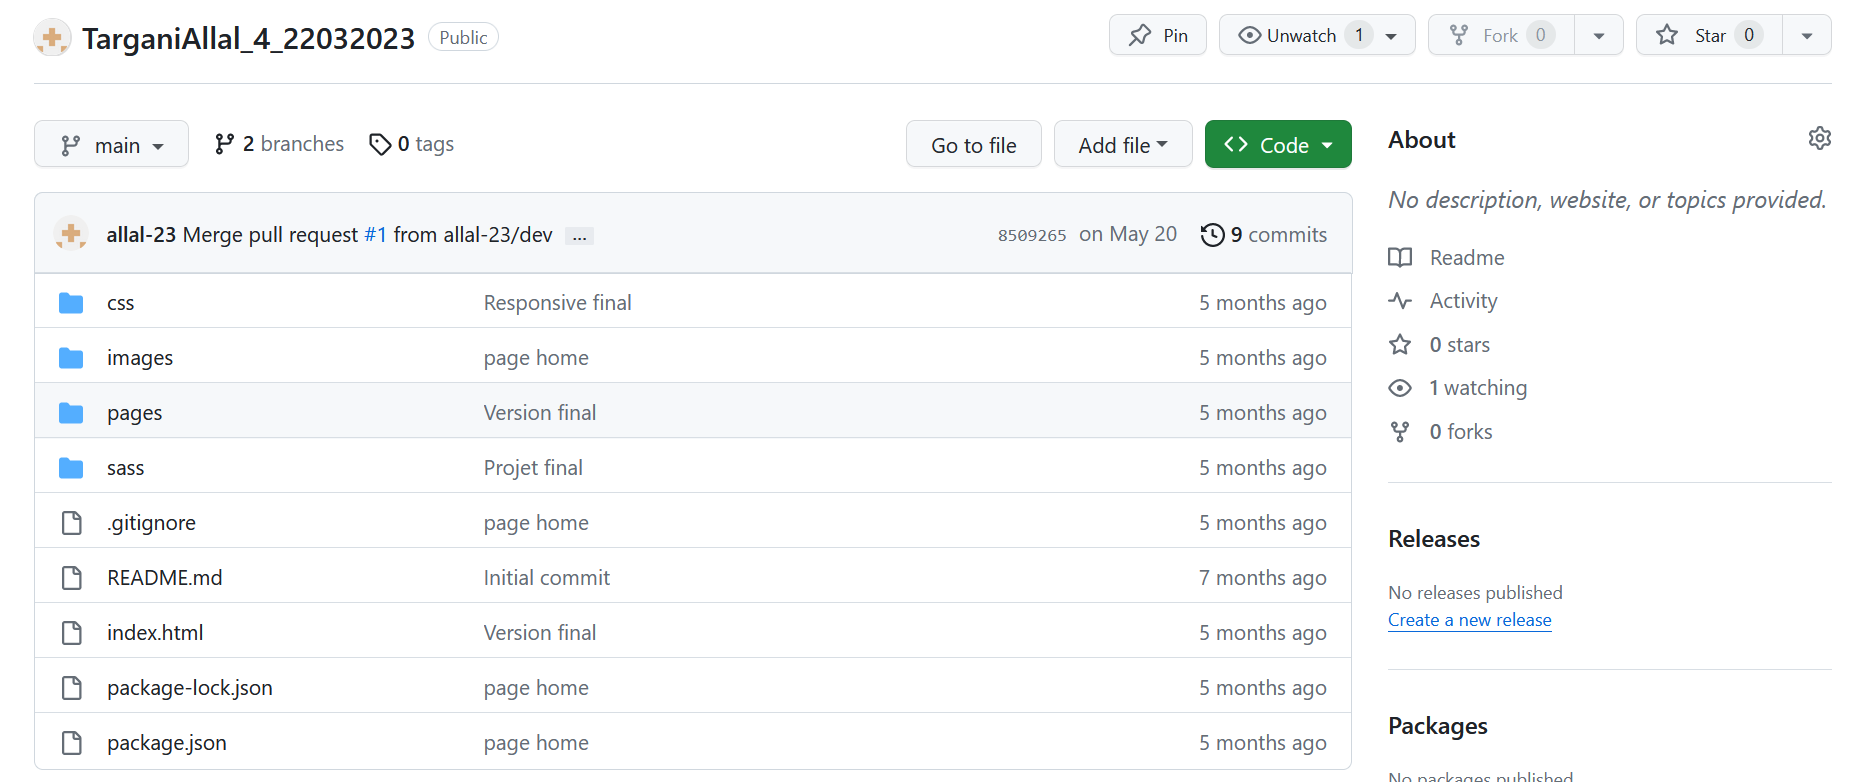 TarganiAllal_4_22032023 Public Pin Unwatch 1 Fork 0 Star 0
main 2 branches 0 tags Go to file Add file <> Code
allal-23 Merge pull request #1 from allal-23/dev ... 8509265 on May 20 9 commits
css Responsive final 5 months ago
images page home 5 months ago
pages Version final 5 months ago
sass Projet final 5 months ago
.gitignore page home 5 months ago
README.md Initial commit 7 months ago
index.html Version final 5 months ago
package-lock.json page home 5 months ago
package.json page home 5 months ago
About
No description, website, or topics provided.
Readme
Activity
0 stars
1 watching
0 forks
Releases
No releases published
Create a new release
Packages
No packages published